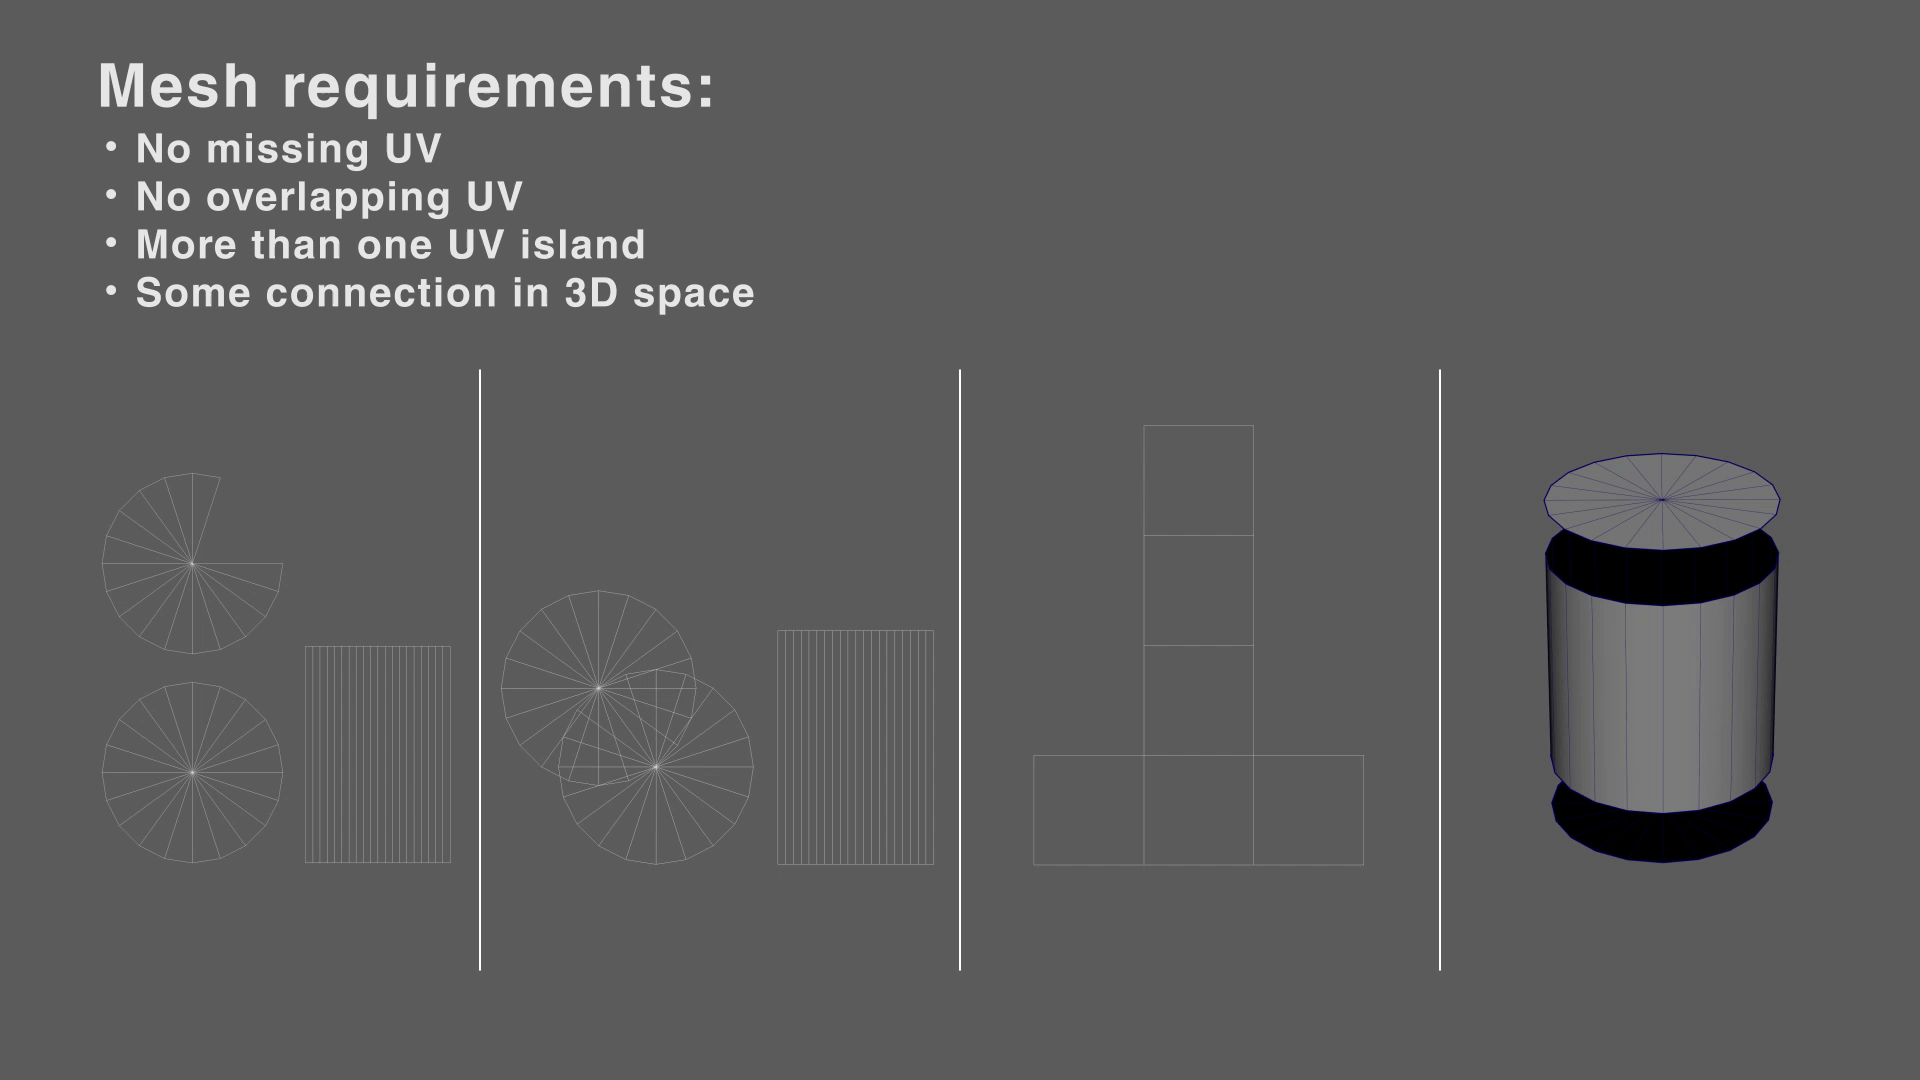 Mesh requirements:
• No missing UV
• No overlapping UV
• More than one UV island
• Some connection in 3D space